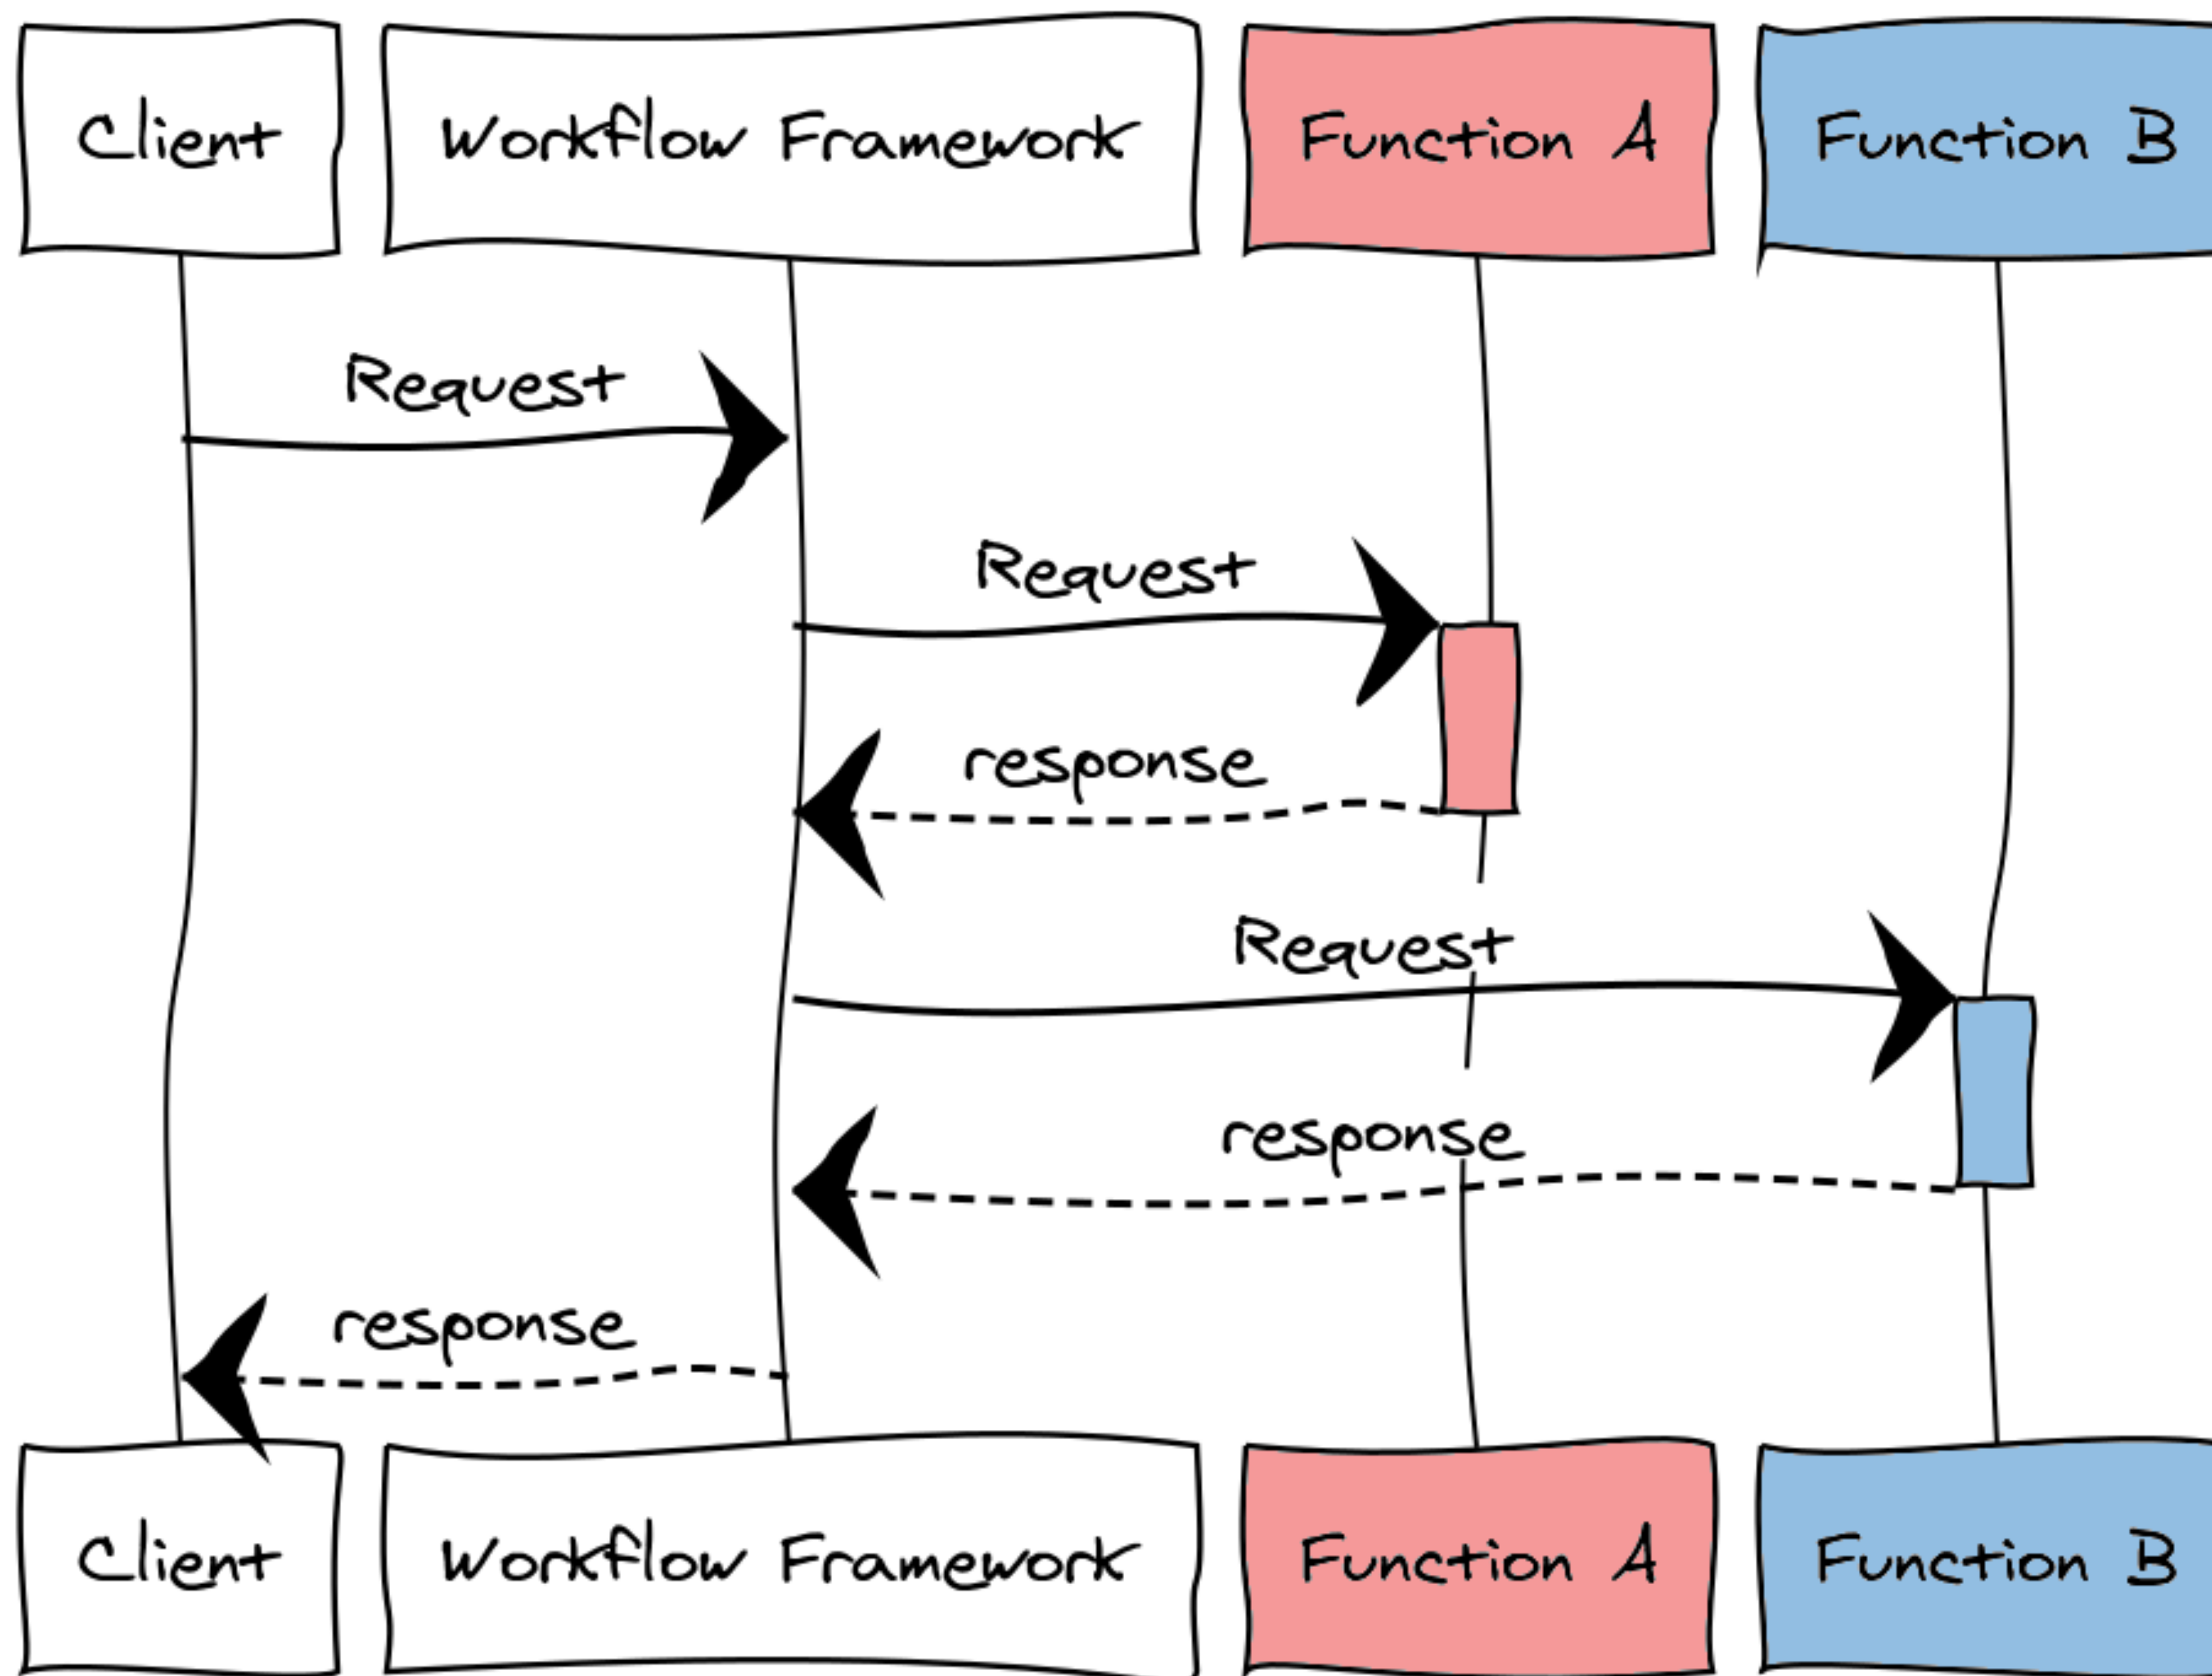 Client
Workflow Framework
Function A
Function B
Request
Request
response
Request
response
response
Client
Workflow Framework
Function A
Function B